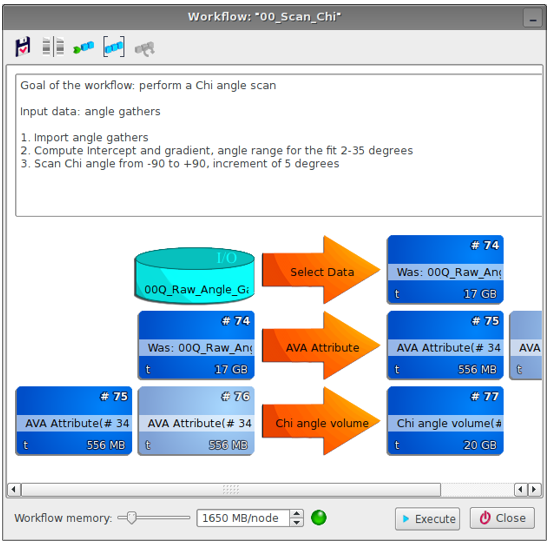 Workflow: "00_Scan_Chi"
Goal of the workflow: perform a Chi angle scan
Input data: angle gathers
1. Import angle gathers
2. Compute Intercept and gradient, angle range for the fit 2-35 degrees
3. Scan Chi angle from -90 to +90, increment of 5 degrees
I/O
00Q_Raw_Angle_Ga
Select Data
# 74
Was: 00Q_Raw_Ang
t 17 GB
# 74
Was: 00Q_Raw_Ang
t 17 GB
AVA Attribute
# 75
AVA Attribute(# 34
t 556 MB
AVA
t
# 75
AVA Attribute(# 34
t 556 MB
# 76
AVA Attribute(# 34
t 556 MB
Chi angle volume
# 77
Chi angle volume(#
t 20 GB
Workflow memory: 1650 MB/node Execute Close